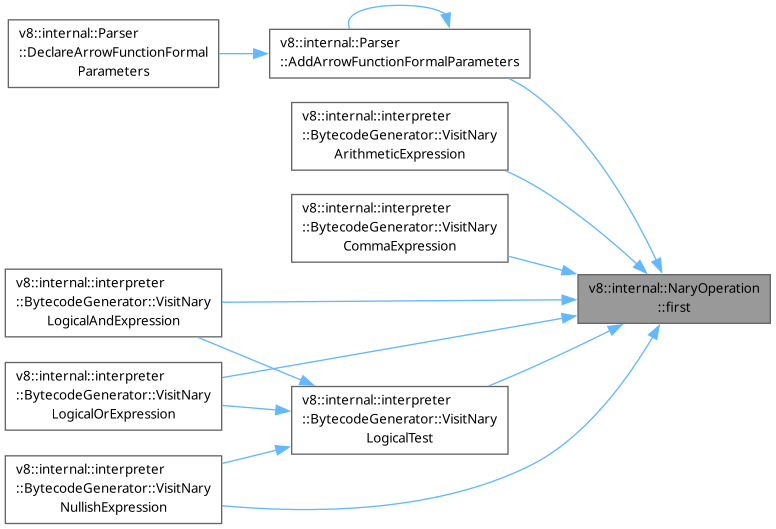 v8::internal::Parser
::DeclareArrowFunctionFormal
Parameters
v8::internal::Parser
::AddArrowFunctionFormalParameters
v8::internal::interpreter
::BytecodeGenerator::VisitNary
ArithmeticExpression
v8::internal::interpreter
::BytecodeGenerator::VisitNary
CommaExpression
v8::internal::interpreter
::BytecodeGenerator::VisitNary
LogicalAndExpression
v8::internal::NaryOperation
::first
v8::internal::interpreter
::BytecodeGenerator::VisitNary
LogicalOrExpression
v8::internal::interpreter
::BytecodeGenerator::VisitNary
LogicalTest
v8::internal::interpreter
::BytecodeGenerator::VisitNary
NullishExpression